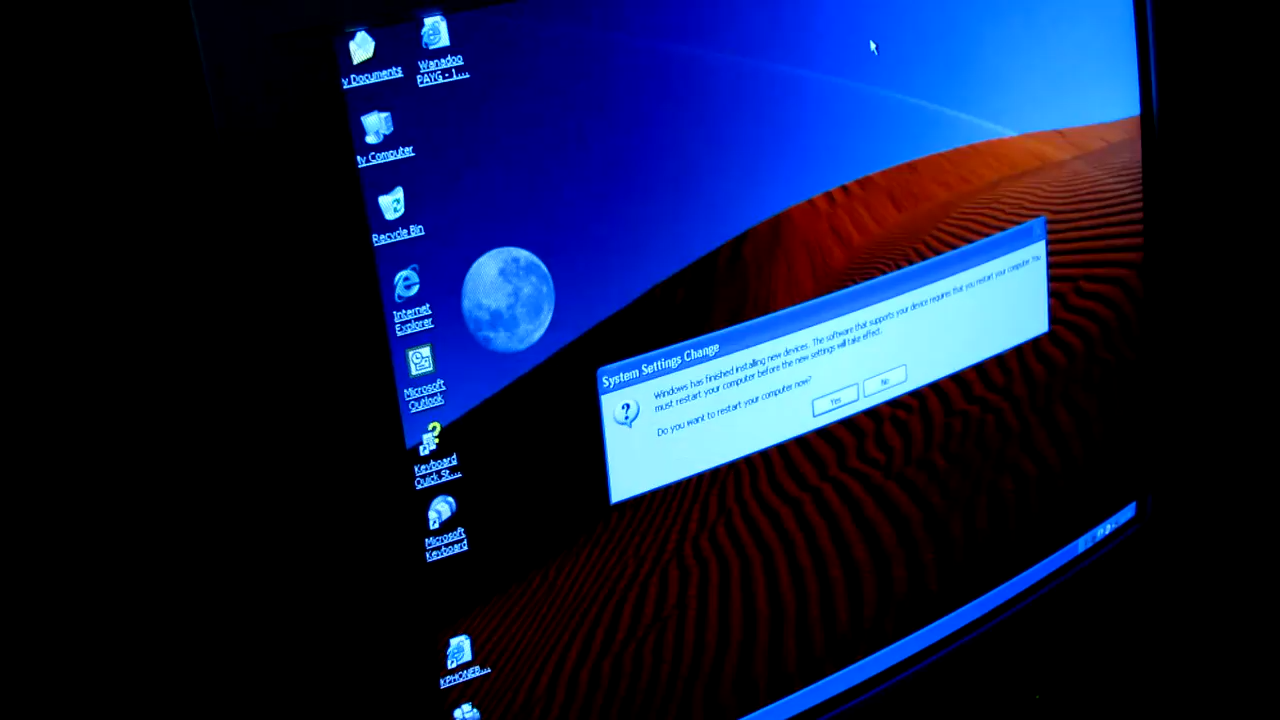 y Documents
Wanadoo
PAYG - 1...
My Computer
Recycle Bin
Internet
Explorer
Microsoft
Outlook
Keyboard
Quick St...
Microsoft
Keyboard
KPHONEB...
System Settings Change
Windows has finished installing new devices. The software that supports your device requires that you restart your computer. You
must restart your computer before the new settings will take effect.
Do you want to restart your computer now?
Yes
No